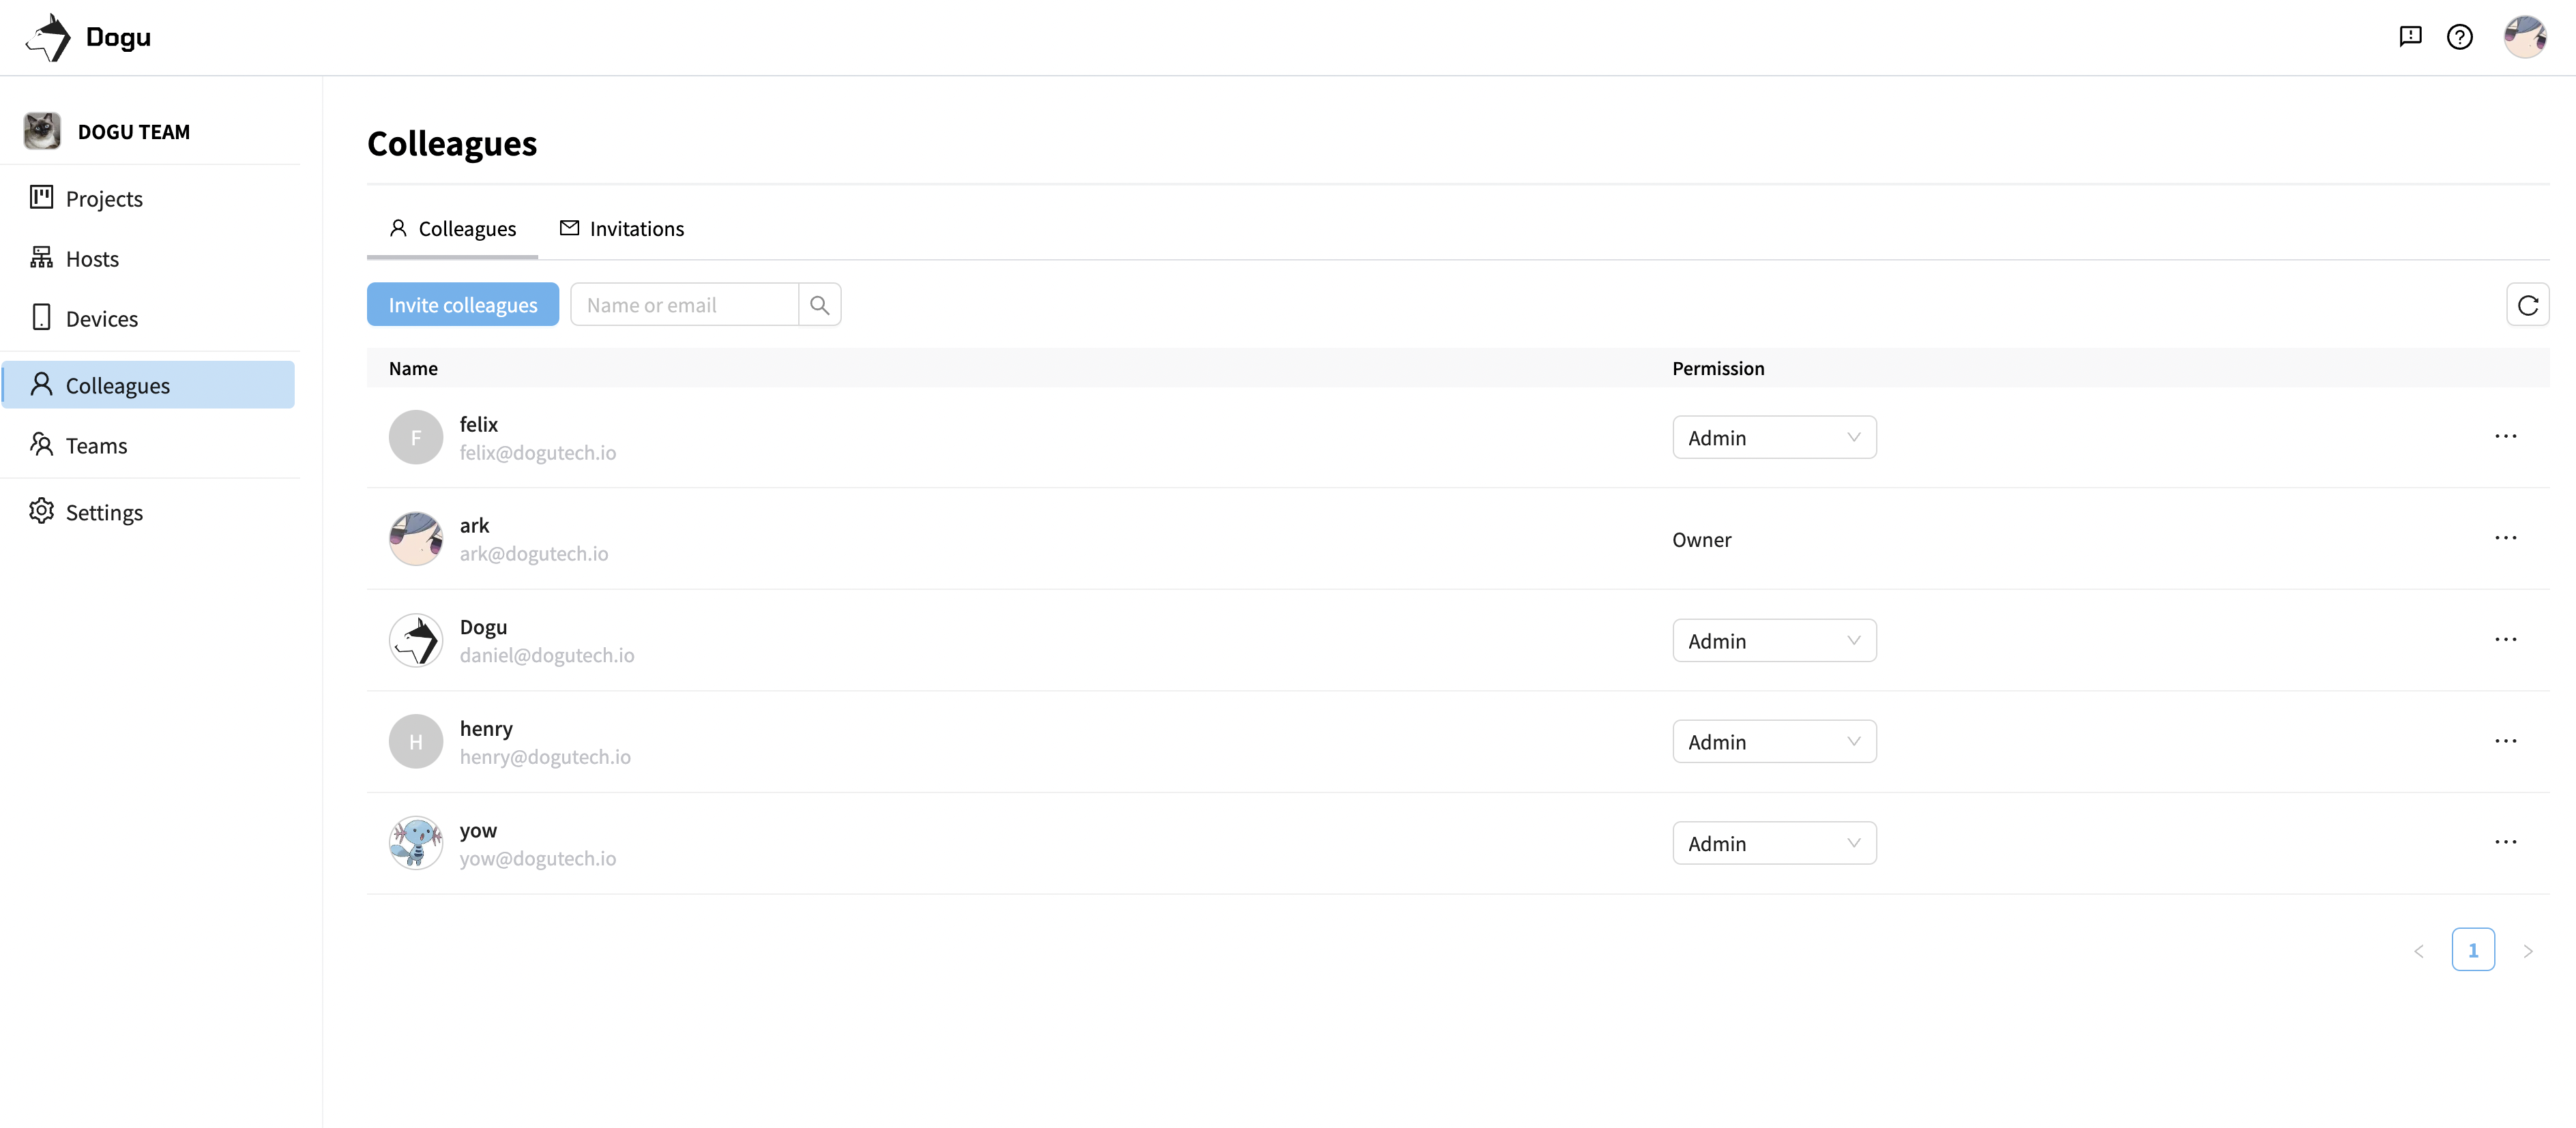 Dogu
DOGU TEAM
Projects
Hosts
Devices
Colleagues
Teams
Settings
Colleagues
Colleagues Invitations
Invite colleagues Name or email
Name Permission
F felix Admin
felix@dogutech.io
ark Owner
ark@dogutech.io
Dogu Admin
daniel@dogutech.io
H henry Admin
henry@dogutech.io
yow Admin
yow@dogutech.io
1